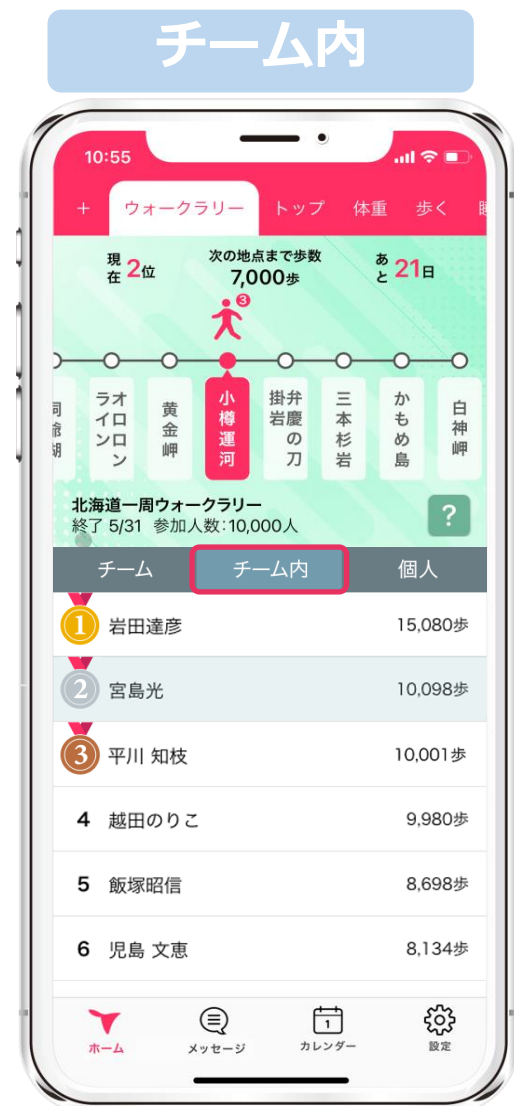 チーム内
10:55
+ ウォークラリー トップ 体重 歩く
現在2位
次の地点まで歩数
7,000歩
あと21日
3
オロロンライン
黄金岬
小樽運河
弁慶の刀掛岩
三本杉岩
かもめ島
白神岬
北海道一周ウォークラリー
終了 5/31 参加人数:10,000人
?
チーム チーム内 個人
1 岩田達彦 15,080歩
2 宮島光 10,098歩
3 平川 知枝 10,001歩
4 越田のりこ 9,980歩
5 飯塚昭信 8,698歩
6 児島 文恵 8,134歩
1
ホーム メッセージ カレンダー 設定